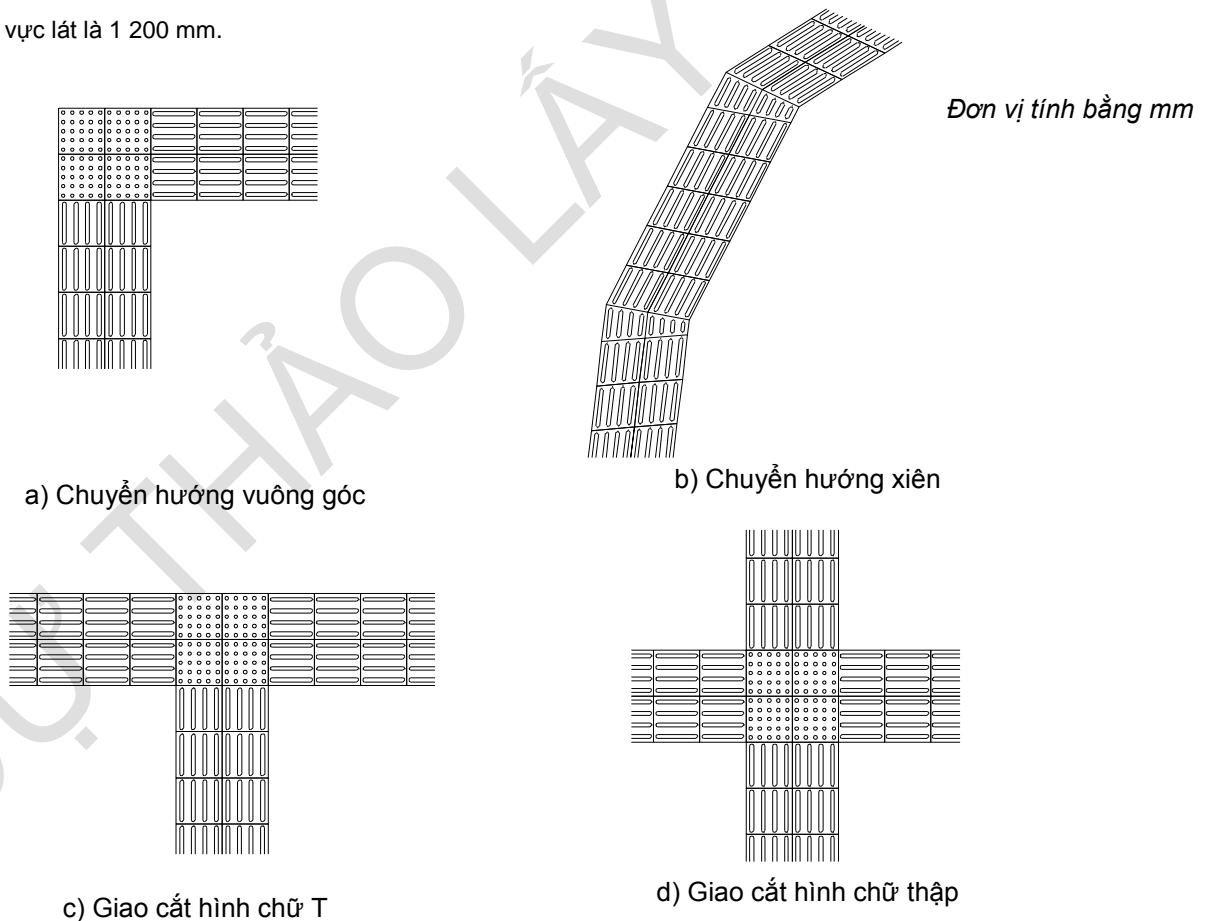 vực lát là 1 200 mm.
Đơn vị tính bằng mm
a) Chuyển hướng vuông góc
b) Chuyển hướng xiên
c) Giao cắt hình chữ T
d) Giao cắt hình chữ thập
DỰ THẢO LẤY